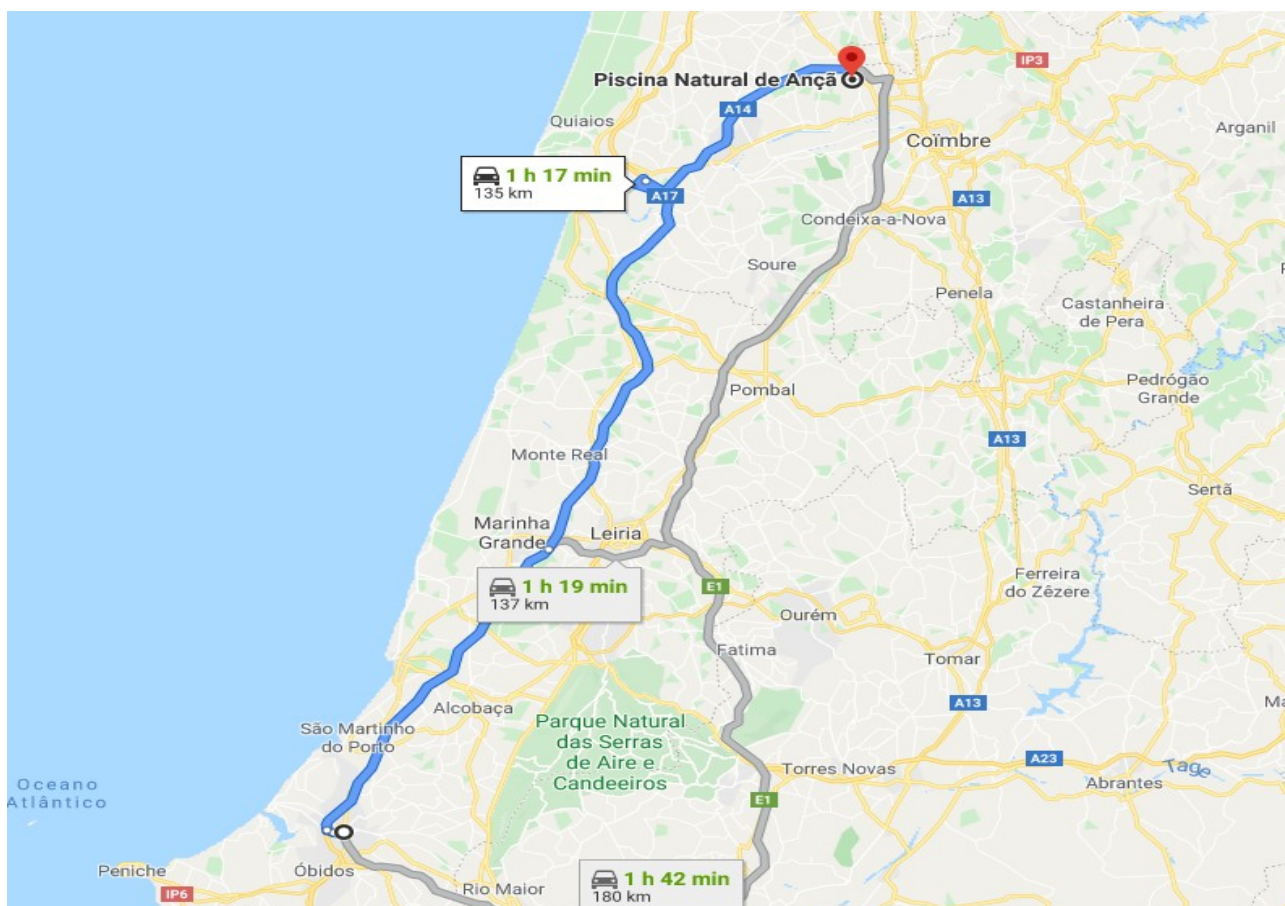 IP3
Piscina Natural de Ançã
A14
Quiaios
Arganil
Coïmbre
1 h 17 min
135 km
A17
A13
Condeixa-a-Nova
Soure
Penela
Castanheira
de Pera
Pombal
Pedrógão
Grande
A13
Monte Real
Sertã
Marinha
Grande
Leiria
1 h 19 min
137 km
E1
Ferreira
do Zêzere
Ourém
Fatima
Tomar
A13
Alcobaça
Parque Natural
das Serras
de Aire e
Candeeiros
São Martinho
do Porto
Torres Novas
A23
Tage
Abrantes
Oceano
Atlântico
E1
Peniche
Óbidos
IP6
Rio Maior
1 h 42 min
180 km